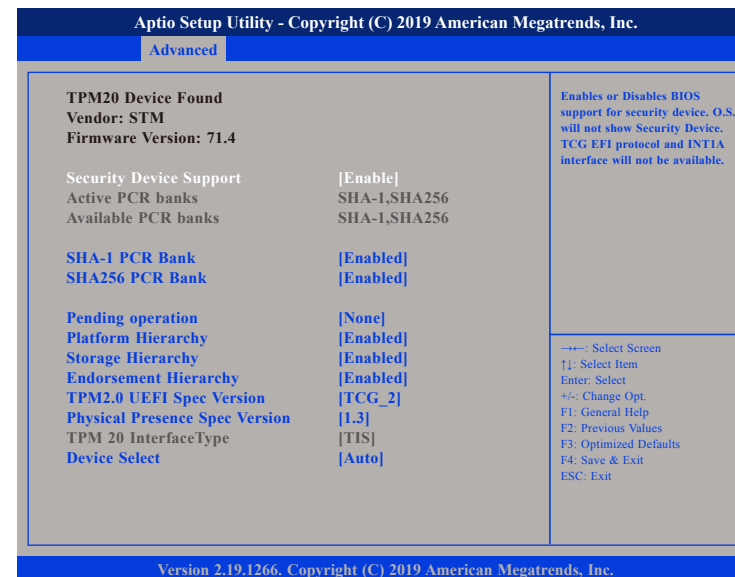 Aptio Setup Utility - Copyright (C) 2019 American Megatrends, Inc.
Advanced
TPM20 Device Found
Vendor: STM
Firmware Version: 71.4
Security Device Support [Enable]
Active PCR banks SHA-1,SHA256
Available PCR banks SHA-1,SHA256
SHA-1 PCR Bank [Enabled]
SHA256 PCR Bank [Enabled]
Pending operation [None]
Platform Hierarchy [Enabled]
Storage Hierarchy [Enabled]
Endorsement Hierarchy [Enabled]
TPM2.0 UEFI Spec Version [TCG_2]
Physical Presence Spec Version [1.3]
TPM 20 InterfaceType [TIS]
Device Select [Auto]
Enables or Disables BIOS
support for security device. O.S.
will not show Security Device.
TCG EFI protocol and INT1A
interface will not be available.
→←: Select Screen
↑↓: Select Item
Enter: Select
+/-: Change Opt.
F1: General Help
F2: Previous Values
F3: Optimized Defaults
F4: Save & Exit
ESC: Exit
Version 2.19.1266. Copyright (C) 2019 American Megatrends, Inc.